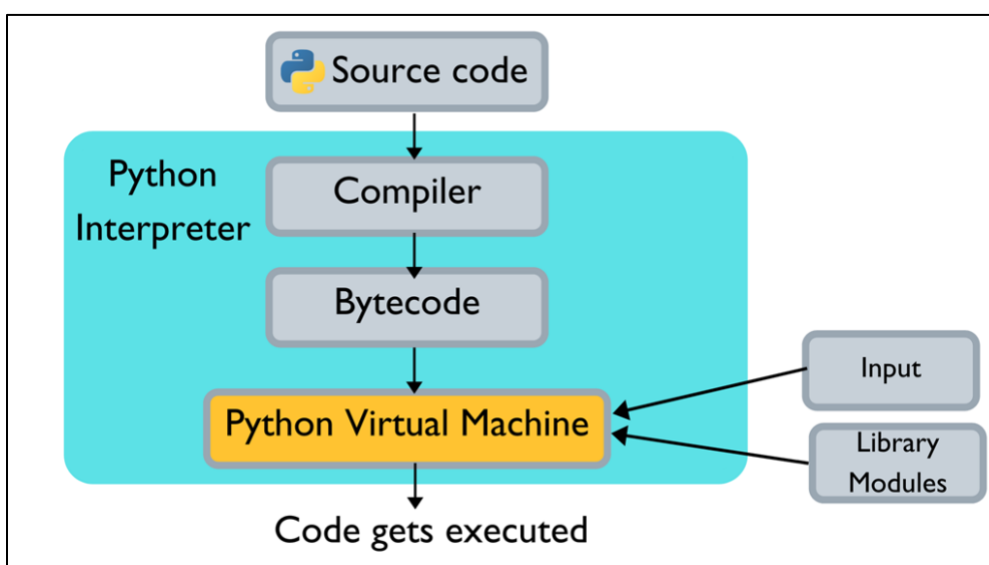 Source code
Python
Interpreter
Compiler
Bytecode
Python Virtual Machine
Input
Library
Modules
Code gets executed